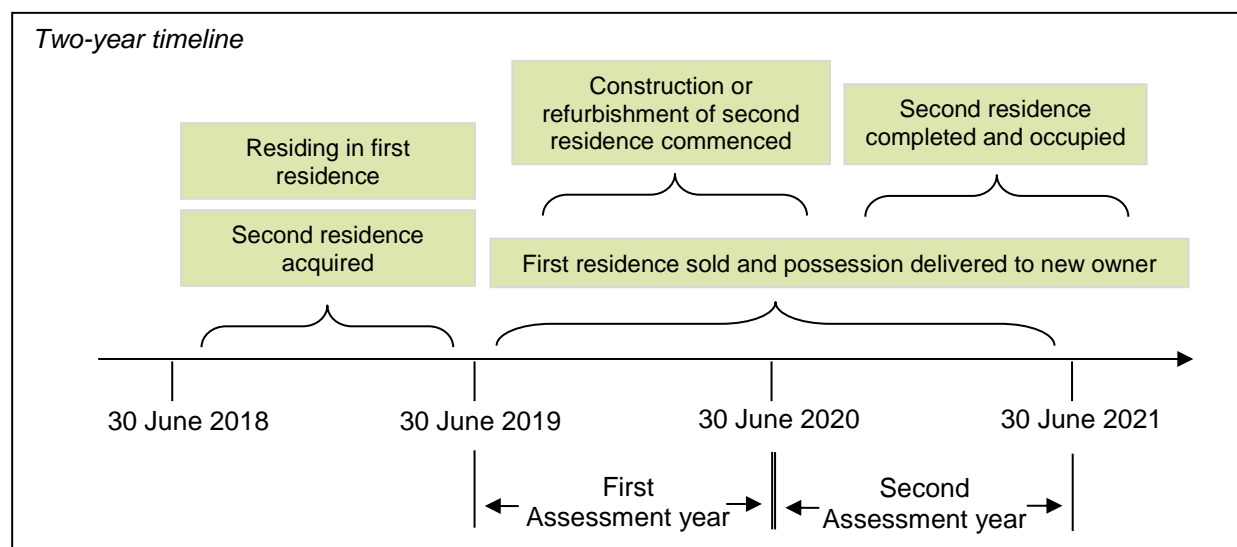 Two-year timeline
Construction or
refurbishment of second
residence commenced
Second residence
completed and occupied
Residing in first
residence
Second residence
acquired
First residence sold and possession delivered to new owner
30 June 2018
30 June 2019
30 June 2020
30 June 2021
First
Assessment year
Second
Assessment year